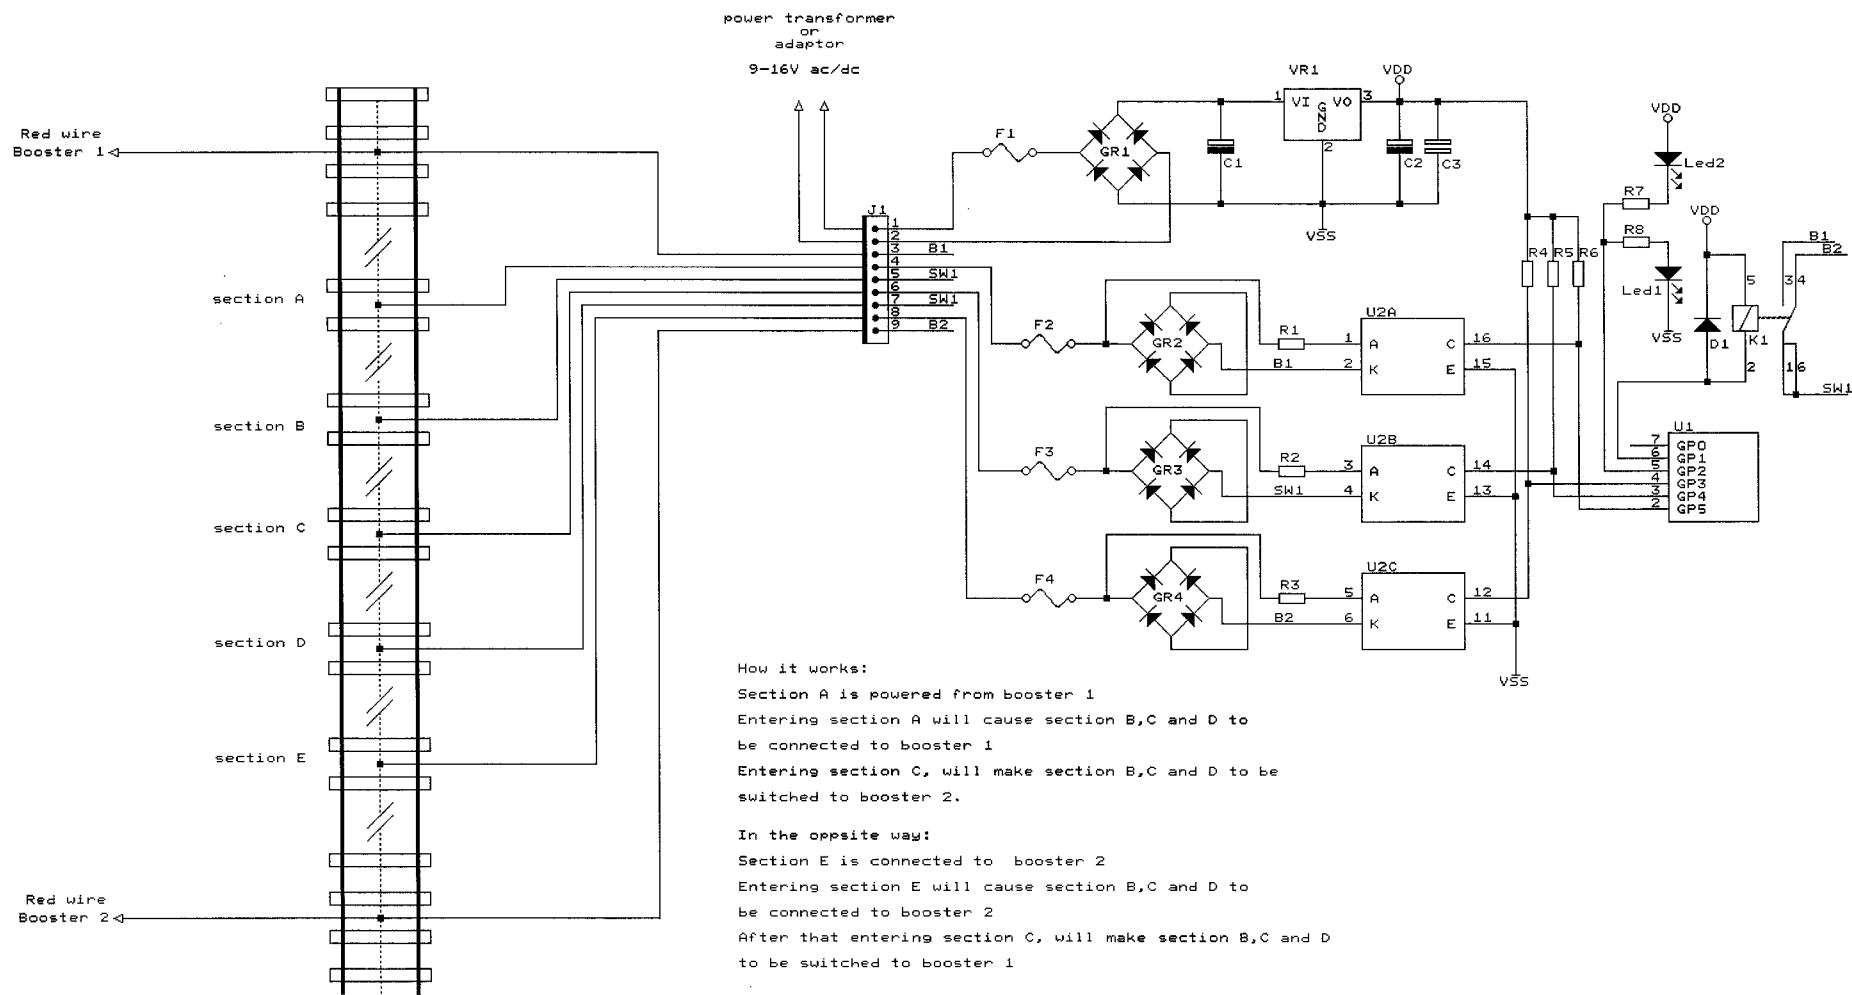 power transformer
or
adaptor
9-16V ac/dc
Red wire
Booster 1
section A
section B
section C
section D
section E
Red wire
Booster 2
J1
1
2
3 B1
4
5 SW1
6
7 SW1
8
9 B2
F1
GR1
C1
VR1
1 VI GND VO 3
2
VDD
C2
C3
VSS
F2
GR2
R1
B1
U2A
1 A C 16
2 K E 15
F3
GR3
R2
SW1
U2B
3 A C 14
4 K E 13
F4
GR4
R3
B2
U2C
5 A C 12
6 K E 11
VSS
R4 R5 R6
VDD
Led2
R7
R8
Led1
VSS
VDD
D1
5
K1
2
B1
B2
3 4
1 6
SW1
U1
7 GP0
6 GP1
5 GP2
4 GP3
3 GP4
2 GP5
How it works:
Section A is powered from booster 1
Entering section A will cause section B,C and D to
be connected to booster 1
Entering section C, will make section B,C and D to be
switched to booster 2.
In the oppsite way:
Section E is connected to booster 2
Entering section E will cause section B,C and D to
be connected to booster 2
After that entering section C, will make section B,C and D
to be switched to booster 1